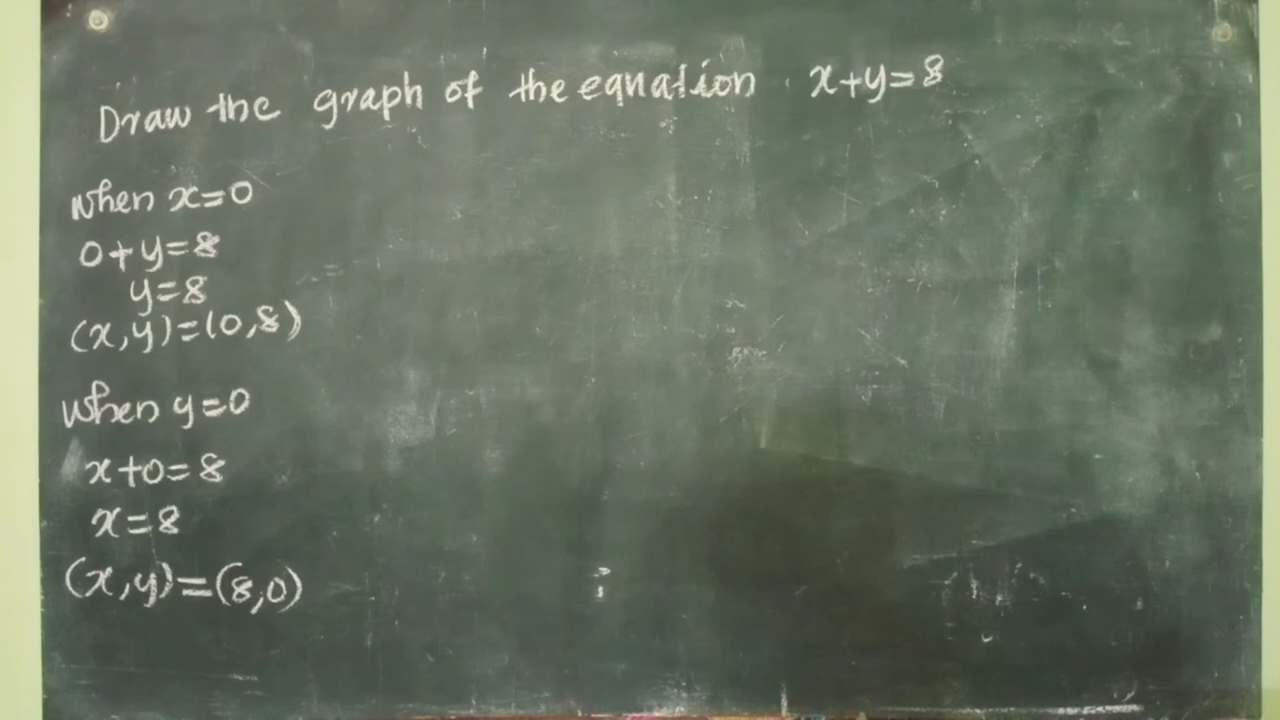 Draw the graph of the equation x+y=8
When x=0
0+y=8
y=8
(x,y)=(0,8)
When y=0
x+0=8
x=8
(x,y)=(8,0)